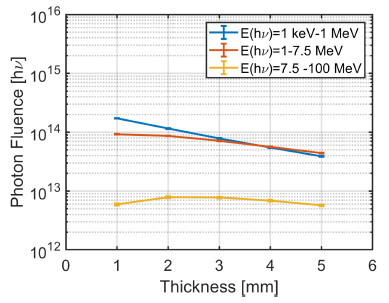 10^16
10^15
10^14
10^13
10^12
Photon Fluence [hν]
E(hν)=1 keV-1 MeV
E(hν)=1-7.5 MeV
E(hν)=7.5 -100 MeV
0 1 2 3 4 5 6
Thickness [mm]